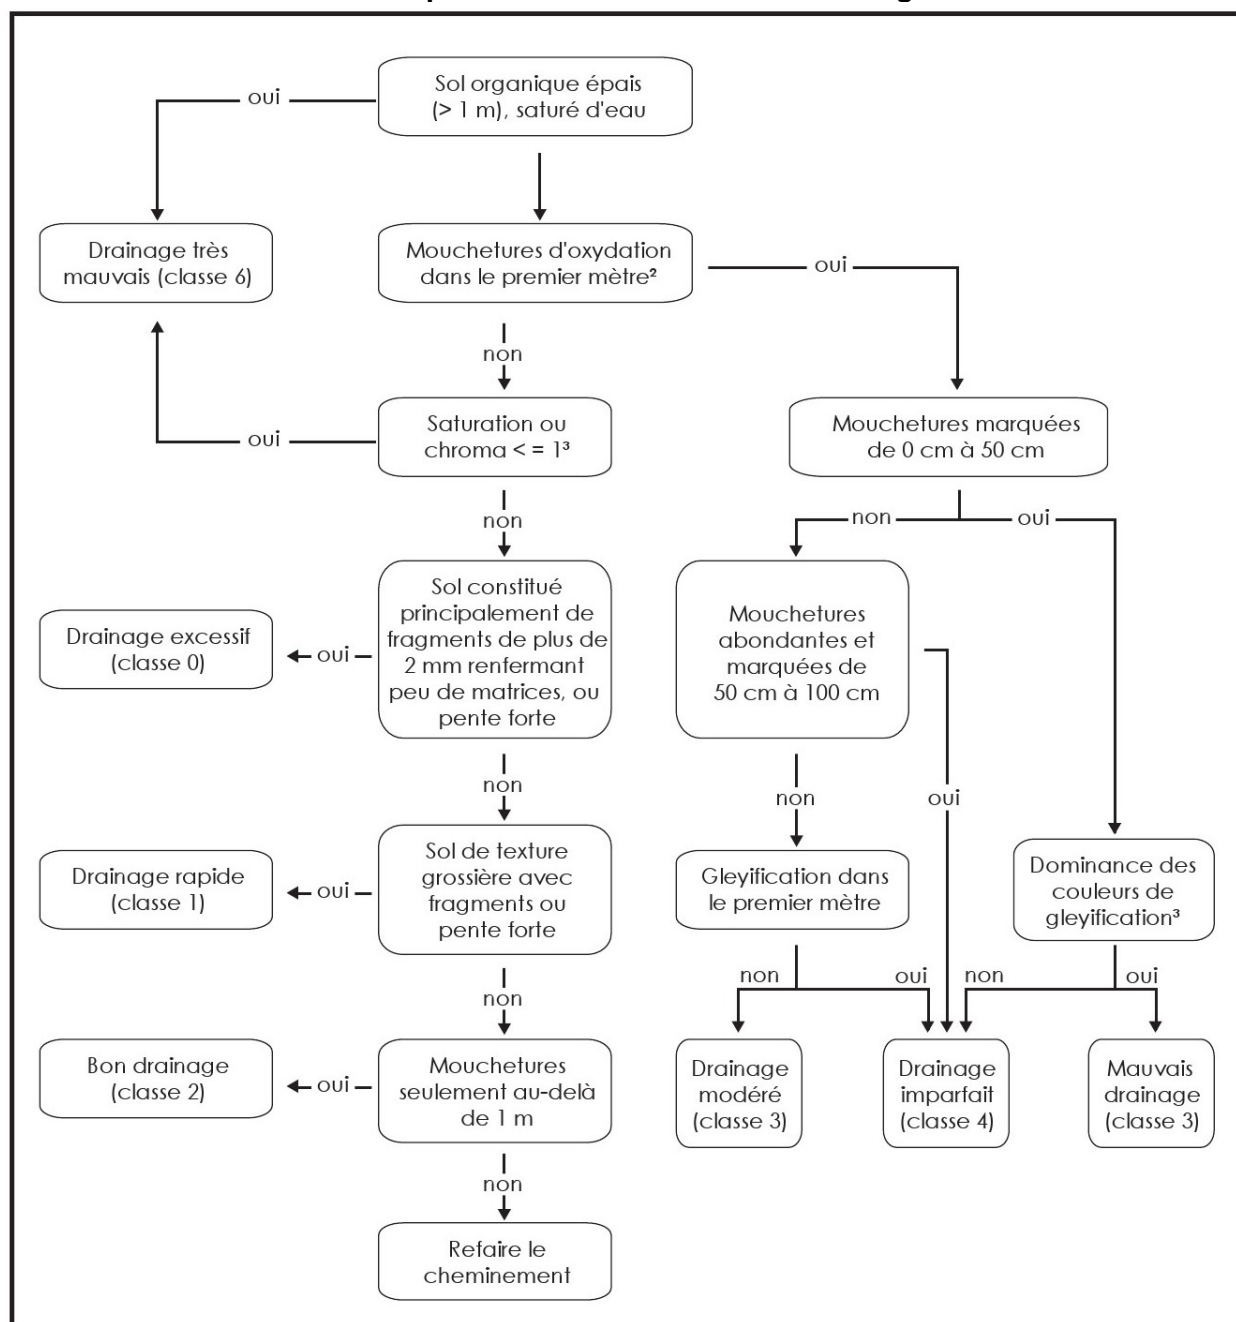 Sol organique épais
(> 1 m), saturé d'eau
oui
Drainage très
mauvais (classe 6)
Mouchetures d'oxydation
dans le premier mètre²
oui
non
Saturation ou
chroma < = 1³
oui
Mouchetures marquées
de 0 cm à 50 cm
non
non
oui
Sol constitué
principalement de
fragments de plus de
2 mm renfermant
peu de matrices, ou
pente forte
oui
Drainage excessif
(classe 0)
Mouchetures
abondantes et
marquées de
50 cm à 100 cm
non
non
oui
Sol de texture
grossière avec
fragments ou
pente forte
oui
Drainage rapide
(classe 1)
Gleyification dans
le premier mètre
Dominance des
couleurs de
gleyification³
non
non
oui
non
oui
Mouchetures
seulement au-delà
de 1 m
oui
Bon drainage
(classe 2)
Drainage
modéré
(classe 3)
Drainage
imparfait
(classe 4)
Mauvais
drainage
(classe 3)
non
Refaire le
cheminement